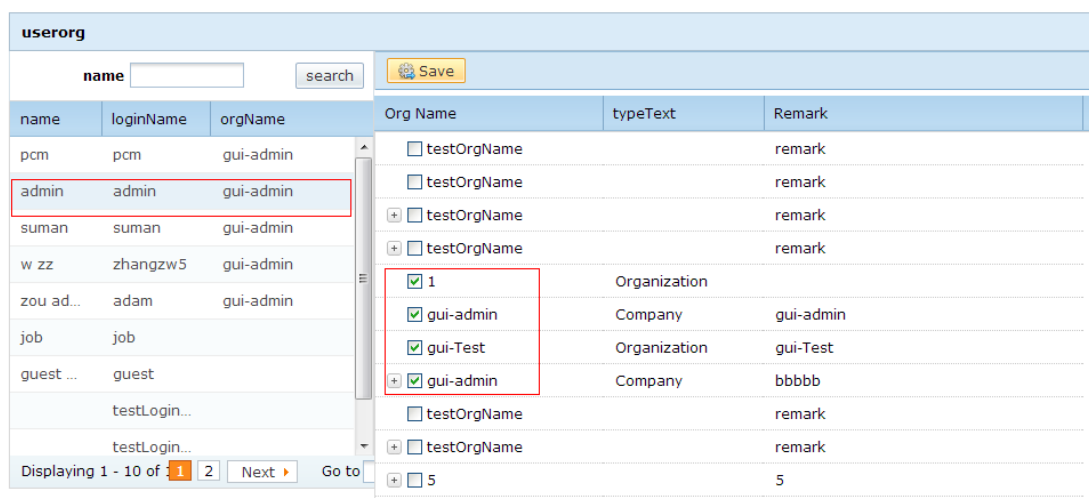 userorg
name search
name loginName orgName
pcm pcm gui-admin
admin admin gui-admin
suman suman gui-admin
w zz zhangzw5 gui-admin
zou ad... adam gui-admin
job job
guest ... guest
testLogin...
testLogin...
Displaying 1 - 10 of 1 2 Next Go to
Save
Org Name typeText Remark
testOrgName remark
testOrgName remark
testOrgName remark
testOrgName remark
1 Organization
gui-admin Company gui-admin
gui-Test Organization gui-Test
gui-admin Company bbbbb
testOrgName remark
testOrgName remark
5 5